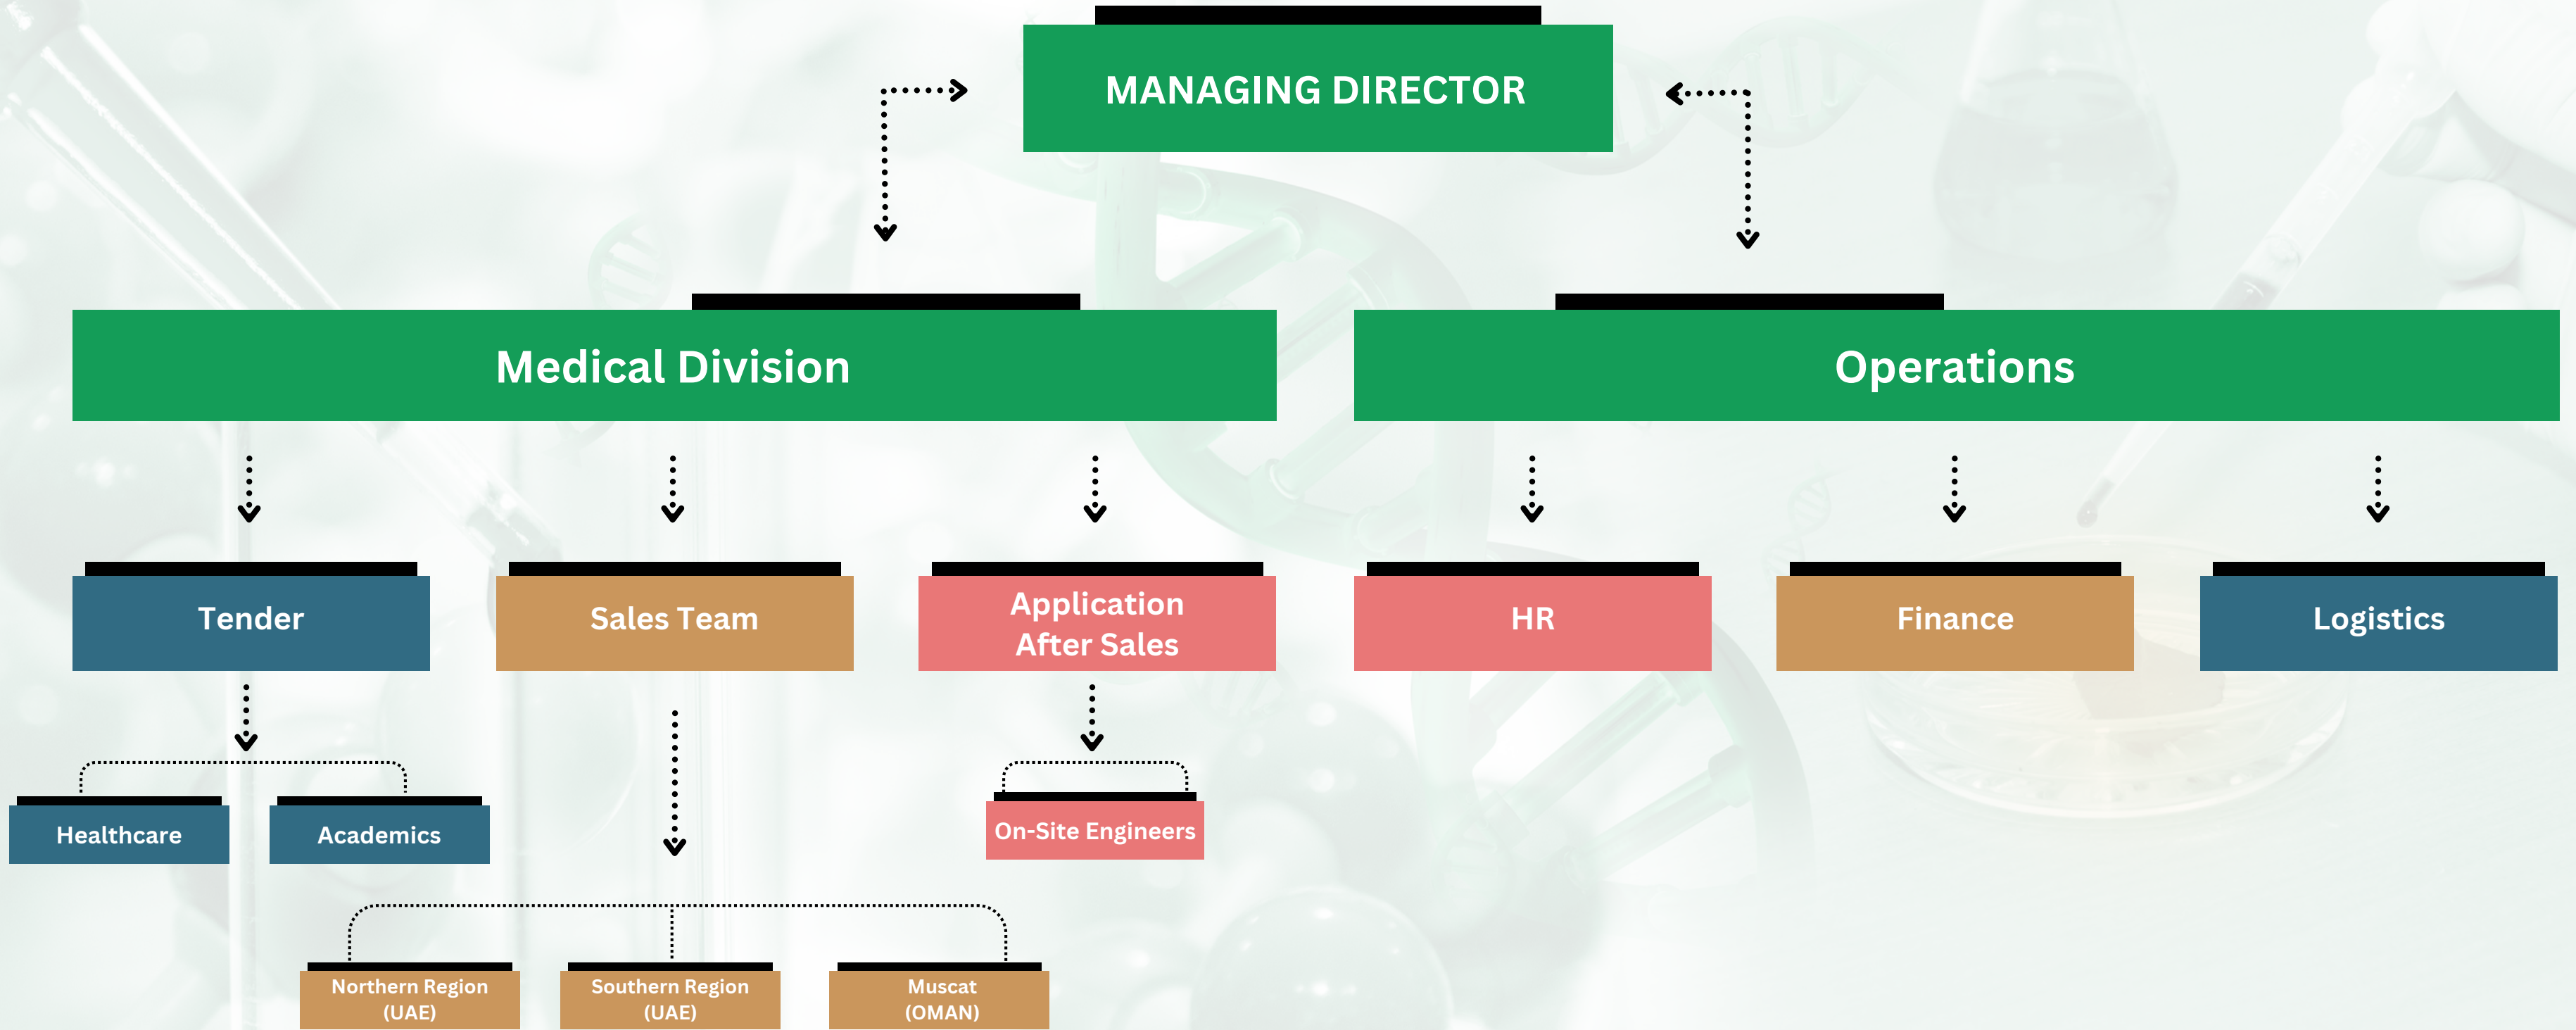 MANAGING DIRECTOR
Medical Division
Operations
Tender
Sales Team
Application
After Sales
HR
Finance
Logistics
Healthcare
Academics
On-Site Engineers
Northern Region
(UAE)
Southern Region
(UAE)
Muscat
(OMAN)